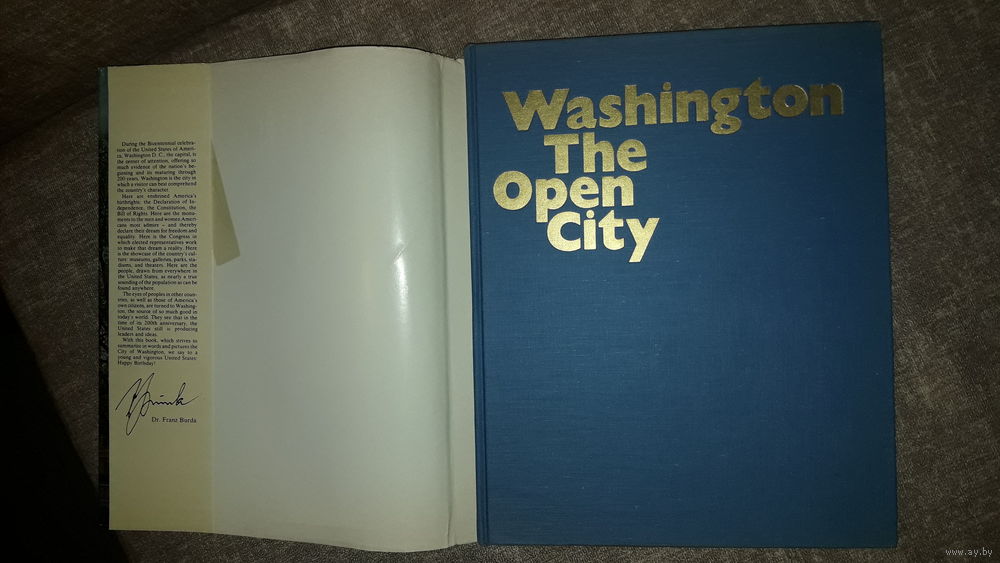 During the Bicentennial celebra-
tion of the United States of Ameri-
ca, Washington D. C., the capital, is
the center of attention, offering so
much evidence of the nation's be-
ginning and its maturing through
200 years. Washington is the city in
which a visitor can best comprehend
the country's character.
Here are enshrined America's
birthrights: the Declaration of In-
dependence, the Constitution, the
Bill of Rights. Here are the monu-
ments to the men and women Ameri-
cans most admire – and thereby
declare their dream for freedom and
equality. Here is the Congress in
which elected representatives work
to make that dream a reality. Here
is the showcase of the country's cul-
ture: museums, galleries, parks, sta-
diums, and theaters. Here are the
people, drawn from everywhere in
the United States, as nearly a true
sounding of the population as can be
found anywhere.
The eyes of peoples in other coun-
tries, as well as those of America's
own citizens, are turned to Washing-
ton, the source of so much good in
today's world. They see that in the
time of its 200th anniversary, the
United States still is producing
leaders and ideas.
With this book, which strives to
summarize in words and pictures the
City of Washington, we say to a
young and vigorous United States:
Happy Birthday!
Dr. Franz Burda
Washington
The
Open
City
www.ay.by